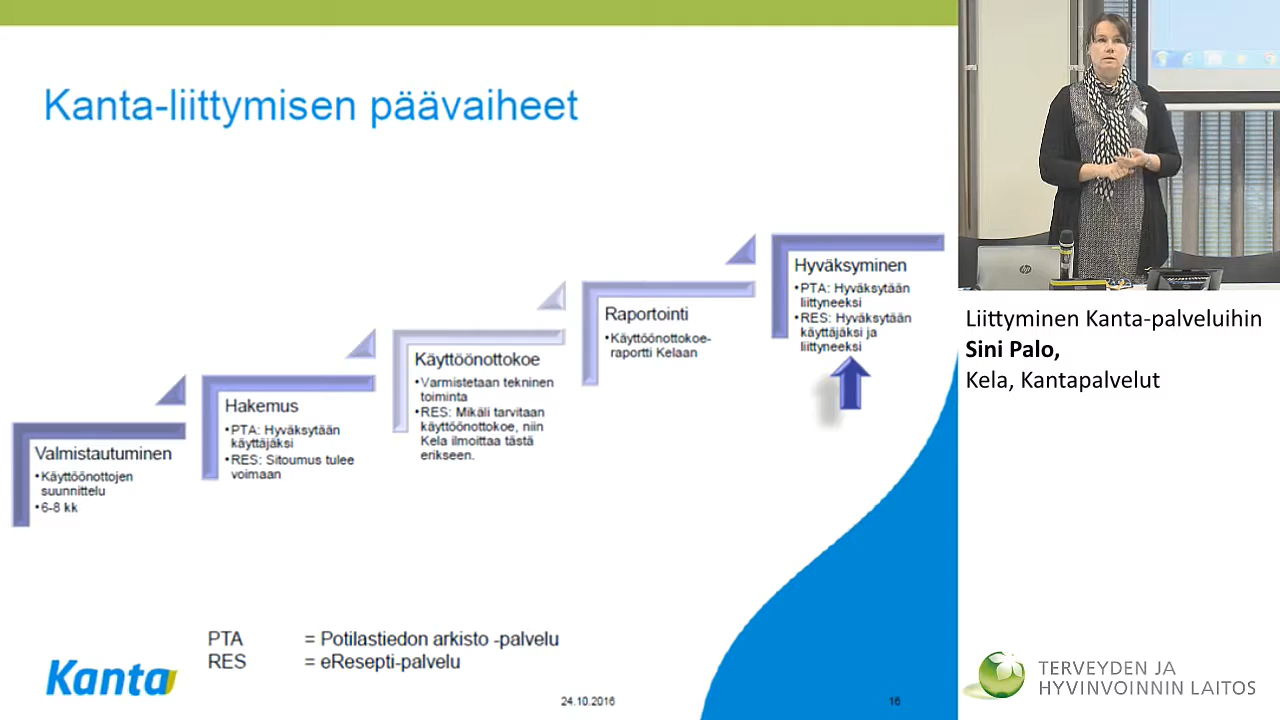 Kanta-liittymisen päävaiheet
Valmistautuminen
•Käyttöönottojen
suunnittelu
•6-8 kk
Hakemus
•PTA: Hyväksytään
käyttäjäksi
•RES: Sitoumus tulee
voimaan
Käyttöönottokoe
•Varmistetaan tekninen
toiminta
•RES: Mikäli tarvitaan
käyttöönottokoe, niin
Kela ilmoittaa tästä
erikseen.
Raportointi
•Käyttöönottokoe-
raportti Kelaan
Hyväksyminen
•PTA: Hyväksytään
liittyneeksi
•RES: Hyväksytään
käyttäjäksi ja
liittyneeksi
PTA = Potilastiedon arkisto -palvelu
RES = eResepti-palvelu
Kanta
24.10.2016
16
hp
Liittyminen Kanta-palveluihin
Sini Palo,
Kela, Kantapalvelut
TERVEYDEN JA
HYVINVOINNIN LAITOS